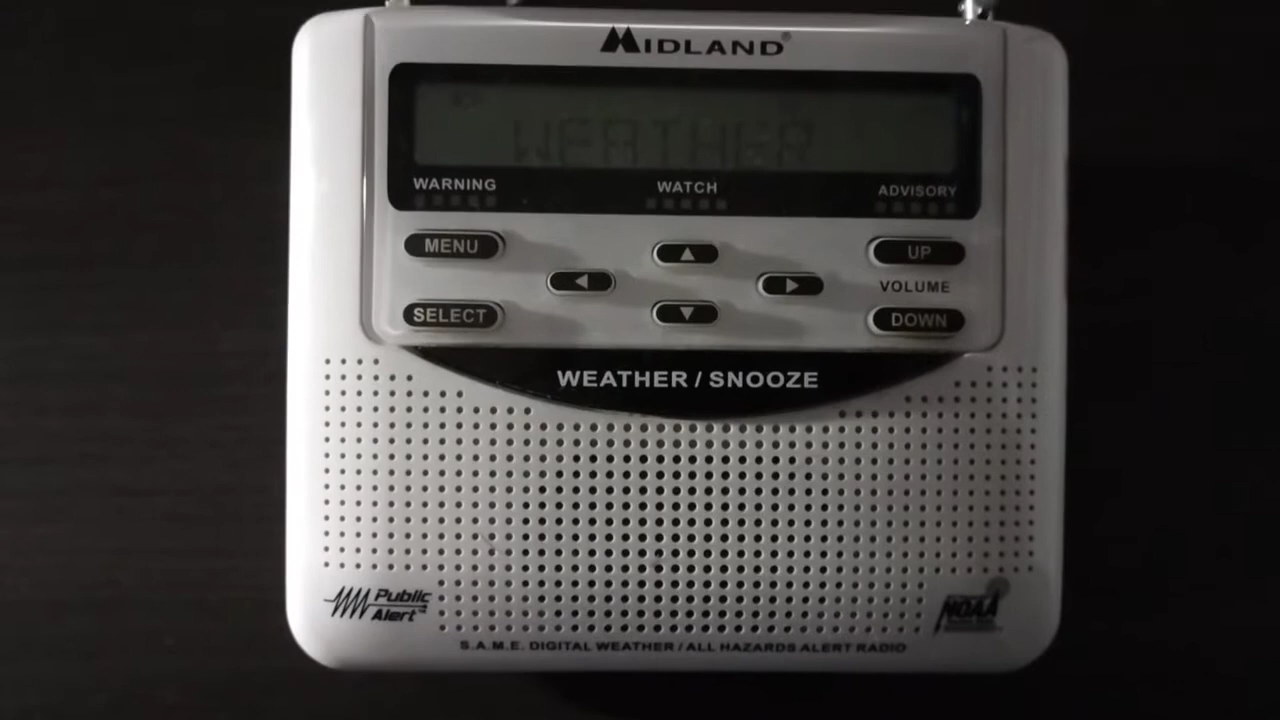 MIDLAND®
WEATHER
WARNING WATCH ADVISORY
MENU UP
VOLUME
SELECT DOWN
WEATHER / SNOOZE
Public
Alert™
NOAA
S.A.M.E. DIGITAL WEATHER / ALL HAZARDS ALERT RADIO